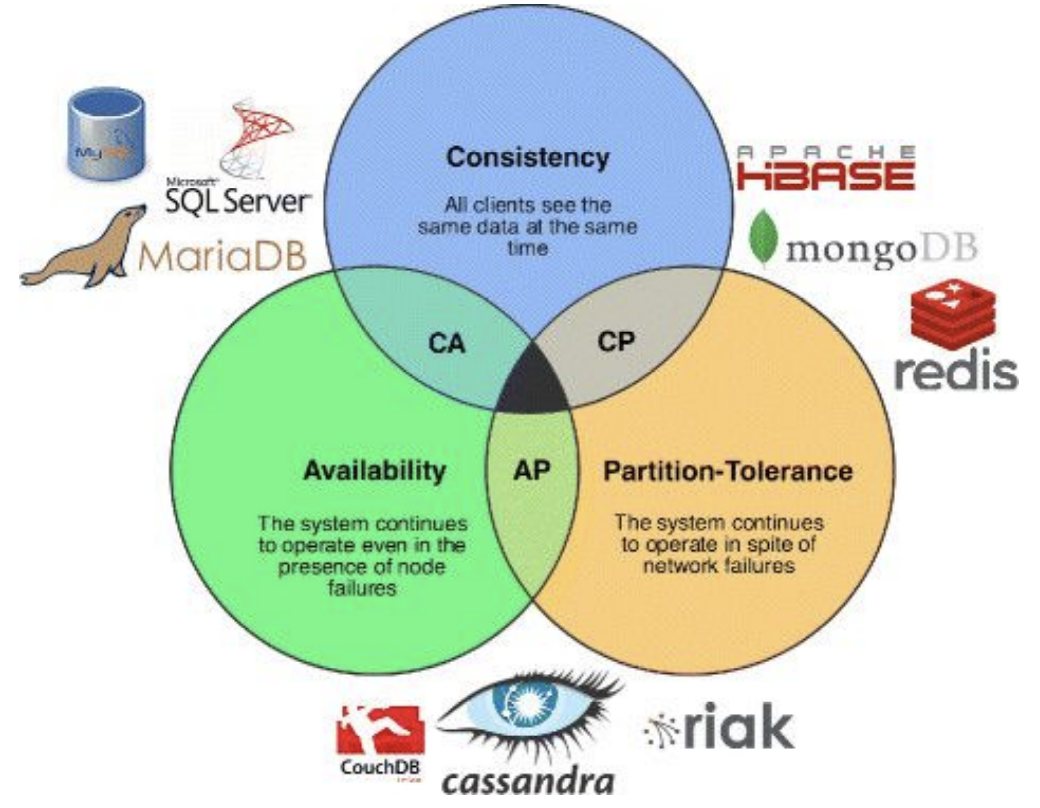 Consistency
All clients see the
same data at the same
time
MySQL
Microsoft®
SQL Server
MariaDB
APACHE
HBASE
mongoDB
redis
CA
CP
AP
Availability
The system continues
to operate even in the
presence of node
failures
Partition-Tolerance
The system continues
to operate in spite of
network failures
CouchDB
cassandra
riak